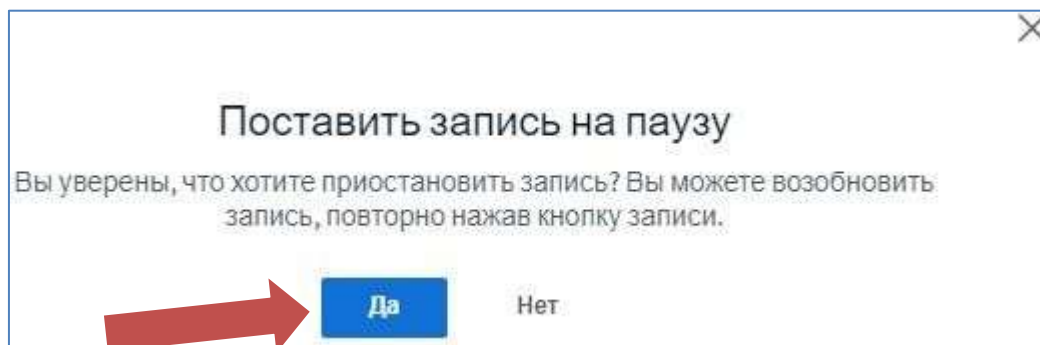 Поставить запись на паузу
Вы уверены, что хотите приостановить запись? Вы можете возобновить
запись, повторно нажав кнопку записи.
Да Нет